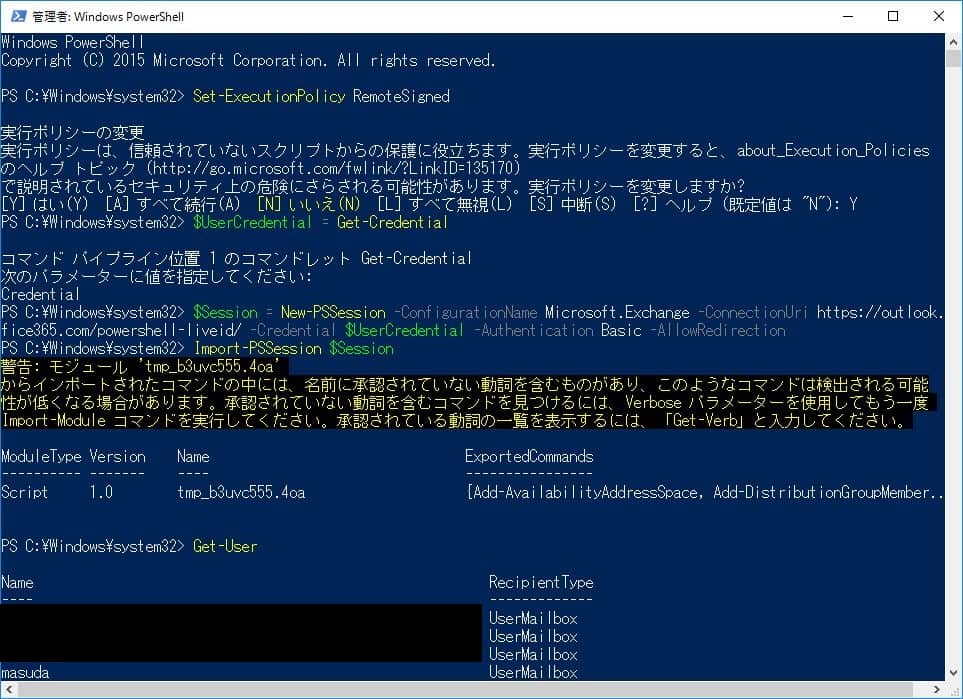 管理者: Windows PowerShell
Windows PowerShell
Copyright (C) 2015 Microsoft Corporation. All rights reserved.
PS C:¥Windows¥system32> Set-ExecutionPolicy RemoteSigned
実行ポリシーの変更
実行ポリシーは、信頼されていないスクリプトからの保護に役立ちます。実行ポリシーを変更すると、about_Execution_Policies
のヘルプ トピック (http://go.microsoft.com/fwlink/?LinkID=135170)
で説明されているセキュリティ上の危険にさらされる可能性があります。実行ポリシーを変更しますか?
[Y] はい(Y)  [A] すべて続行(A)  [N] いいえ(N)  [L] すべて無視(L)  [S] 中断(S)  [?] ヘルプ (既定値は "N"): Y
PS C:¥Windows¥system32> $UserCredential = Get-Credential
コマンド パイプライン位置 1 のコマンドレット Get-Credential
次のパラメーターに値を指定してください:
Credential
PS C:¥Windows¥system32> $Session = New-PSSession -ConfigurationName Microsoft.Exchange -ConnectionUri https://outlook.
fice365.com/powershell-liveid/ -Credential $UserCredential -Authentication Basic -AllowRedirection
PS C:¥Windows¥system32> Import-PSSession $Session
警告: モジュール 'tmp_b3uvc555.4oa'
からインポートされたコマンドの中には、名前に承認されていない動詞を含むものがあり、このようなコマンドは検出される可能
性が低くなる場合があります。承認されていない動詞を含むコマンドを見つけるには、Verbose パラメーターを使用してもう一度
Import-Module コマンドを実行してください。承認されている動詞の一覧を表示するには、「Get-Verb」と入力してください。
ModuleType Version    Name                                ExportedCommands
---------- -------    ----                                ----------------
Script     1.0        tmp_b3uvc555.4oa                    [Add-AvailabilityAddressSpace, Add-DistributionGroupMember..
PS C:¥Windows¥system32> Get-User
Name                                                         RecipientType
----                                                         -------------
UserMailbox
UserMailbox
UserMailbox
masuda                                                       UserMailbox